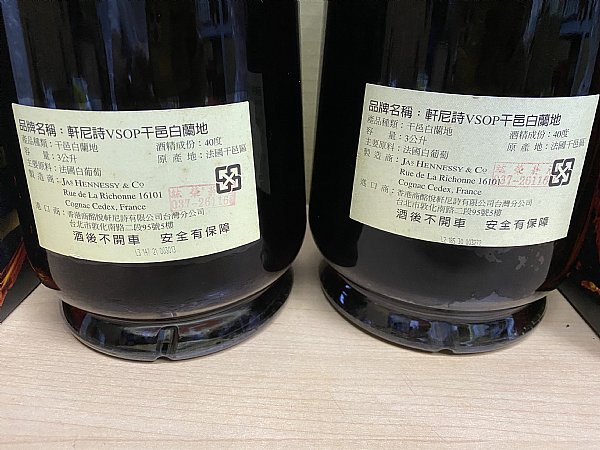 品牌名稱：軒尼詩VSOP干邑白蘭地
產品種類：干邑白蘭地 酒精成份：40度
容 量：3公升 原 產 地：法國干邑區
主要原料：法國白葡萄
製 造 商：JAS HENNESSY & CO
Rue de La Richonne 16101
Cognac Cedex, France
進 口 商：香港商酩悅軒尼詩有限公司台灣分公司
台北市敦化南路二段95號5樓
酒後不開車 安全有保障
品牌名稱：軒尼詩VSOP干邑白蘭地
產品種類：干邑白蘭地 酒精成份：40度
容 量：3公升 原 產 地：法國干邑區
主要原料：法國白葡萄
製 造 商：JAS HENNESSY & CO
Rue de La Richonne 16101
037-26116
Cognac Cedex, France
進 口 商：香港商酩悅軒尼詩有限公司台灣分公司
台北市敦化南路二段95號5樓
酒後不開車 安全有保障